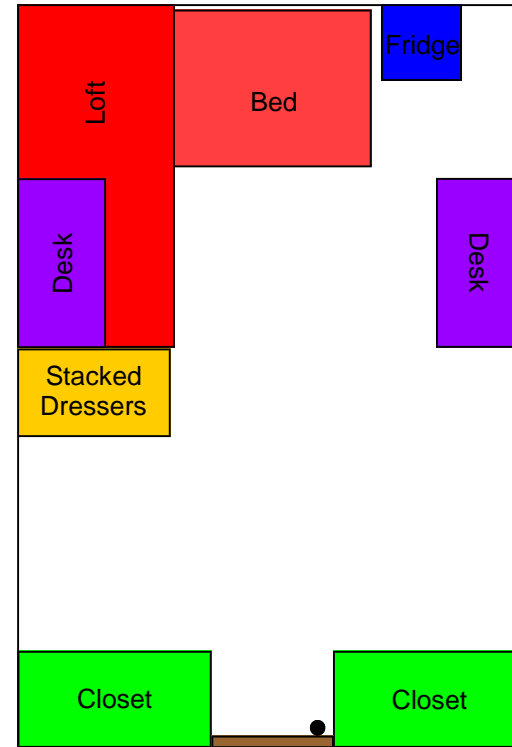 Loft
Bed
Fridge
Desk
Desk
Stacked
Dressers
Closet
Closet